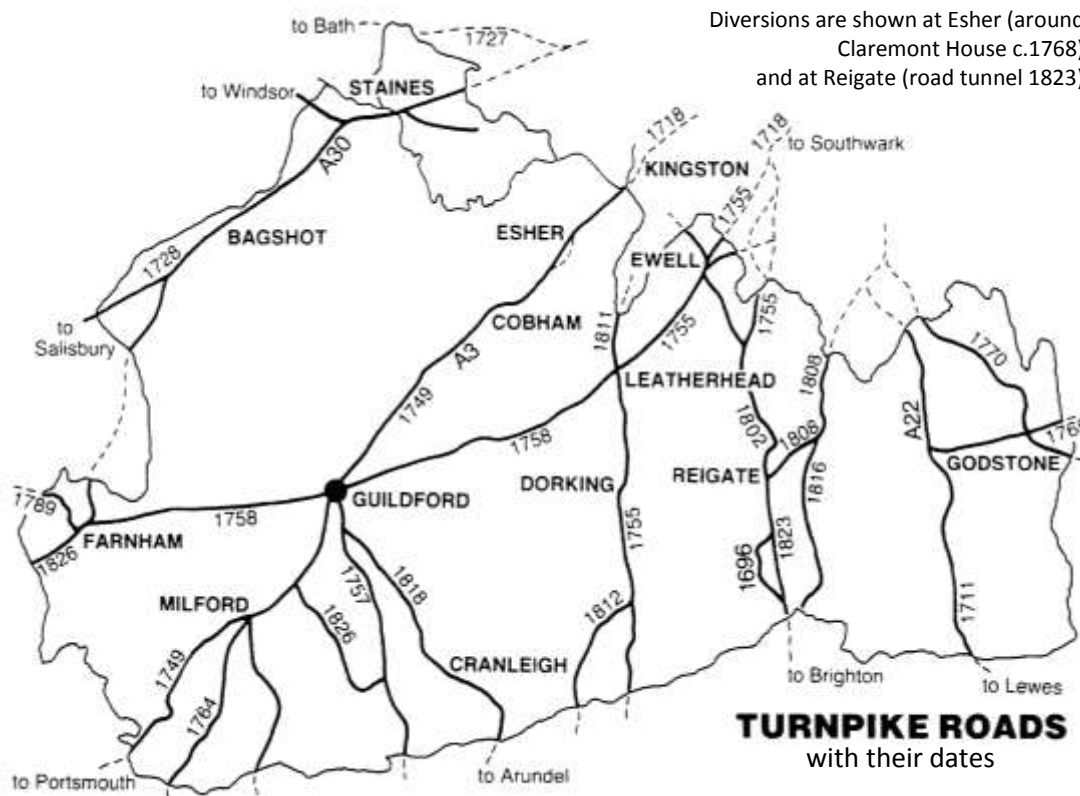 Diversions are shown at Esher (around
Claremont House c.1768)
and at Reigate (road tunnel 1823)
to Bath
1727
to Windsor
STAINES
A30
1718
1718
to Southwark
KINGSTON
1755
BAGSHOT
ESHER
EWELL
1728
to
Salisbury
COBHAM
1811
1755
1755
1770
A3
LEATHERHEAD
1808
1749
A22
1802
1808
1758
GODSTONE
DORKING
REIGATE
1816
GUILDFORD
1789
1758
FARNHAM
1826
1755
1823
1696
1757
1818
1812
MILFORD
1826
1711
CRANLEIGH
1749
1764
to Brighton
to Lewes
TURNPIKE ROADS
with their dates
to Portsmouth
to Arundel